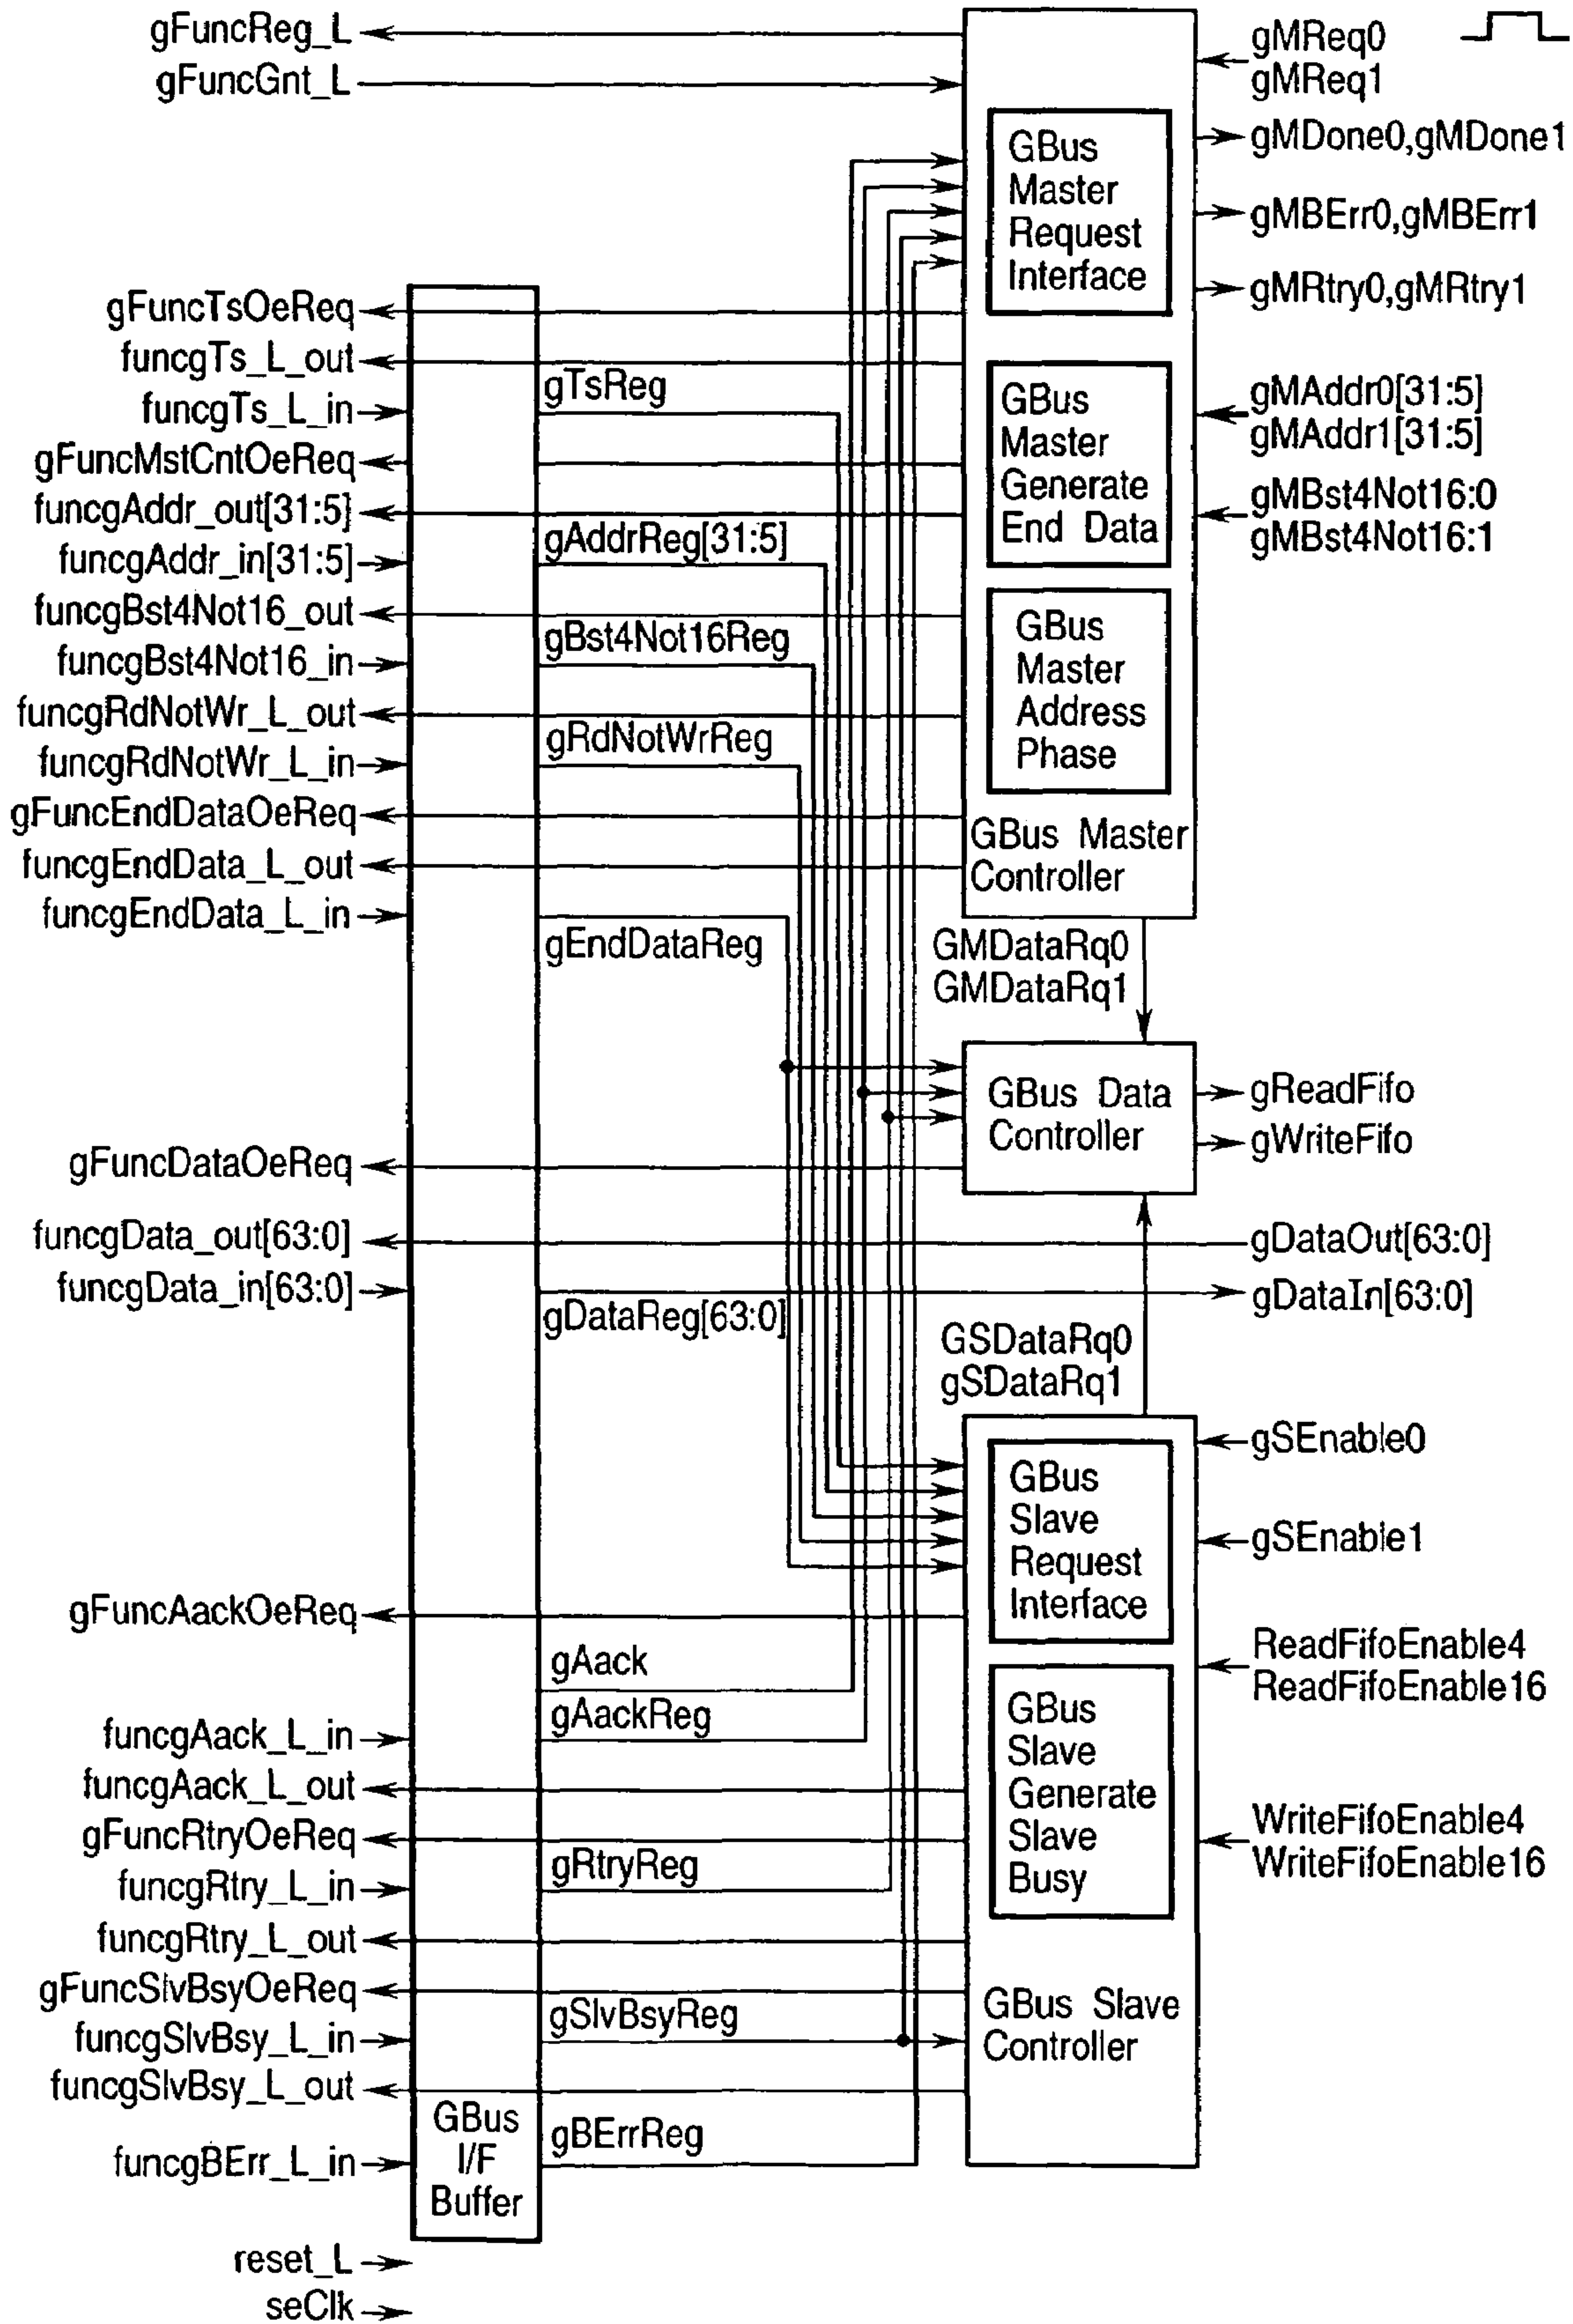 gFuncReg_L
gFuncGnt_L
gFuncTsOeReq
funcgTs_L_out
funcgTs_L_in
gFuncMstCntOeReq
funcgAddr_out[31:5]
funcgAddr_in[31:5]
funcgBst4Not16_out
funcgBst4Not16_in
funcgRdNotWr_L_out
funcgRdNotWr_L_in
gFuncEndDataOeReq
funcgEndData_L_out
funcgEndData_L_in
gFuncDataOeReq
funcgData_out[63:0]
funcgData_in[63:0]
gFuncAackOeReq
funcgAack_L_in
funcgAack_L_out
gFuncRtryOeReq
funcgRtry_L_in
funcgRtry_L_out
gFuncSlvBsyOeReq
funcgSlvBsy_L_in
funcgSlvBsy_L_out
funcgBErr_L_in
reset_L
seClk
GBus
I/F
Buffer
gTsReg
gAddrReg[31:5]
gBst4Not16Reg
gRdNotWrReg
gEndDataReg
gDataReg[63:0]
gAack
gAackReg
gRtryReg
gSlvBsyReg
gBErrReg
GBus
Master
Request
Interface
GBus
Master
Generate
End Data
GBus
Master
Address
Phase
GBus Master
Controller
GMDataRq0
GMDataRq1
GBus Data
Controller
GSDataRq0
gSDataRq1
GBus
Slave
Request
Interface
GBus
Slave
Generate
Slave
Busy
GBus Slave
Controller
gMReq0
gMReq1
gMDone0,gMDone1
gMBErr0,gMBErr1
gMRtry0,gMRtry1
gMAddr0[31:5]
gMAddr1[31:5]
gMBst4Not16:0
gMBst4Not16:1
gReadFifo
gWriteFifo
gDataOut[63:0]
gDataIn[63:0]
gSEnable0
gSEnable1
ReadFifoEnable4
ReadFifoEnable16
WriteFifoEnable4
WriteFifoEnable16